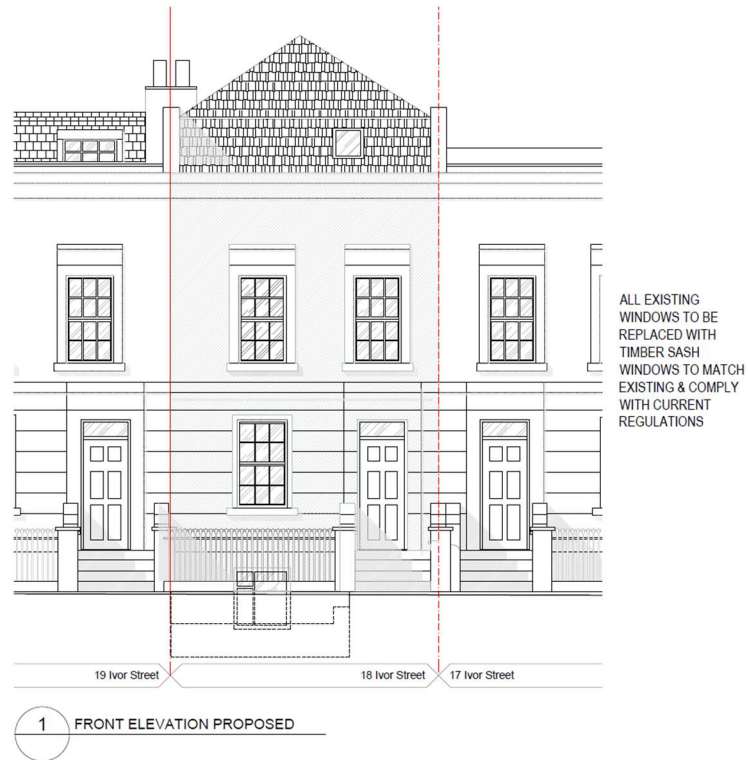 ALL EXISTING
WINDOWS TO BE
REPLACED WITH
TIMBER SASH
WINDOWS TO MATCH
EXISTING & COMPLY
WITH CURRENT
REGULATIONS
19 Ivor Street
18 Ivor Street
17 Ivor Street
1
FRONT ELEVATION PROPOSED